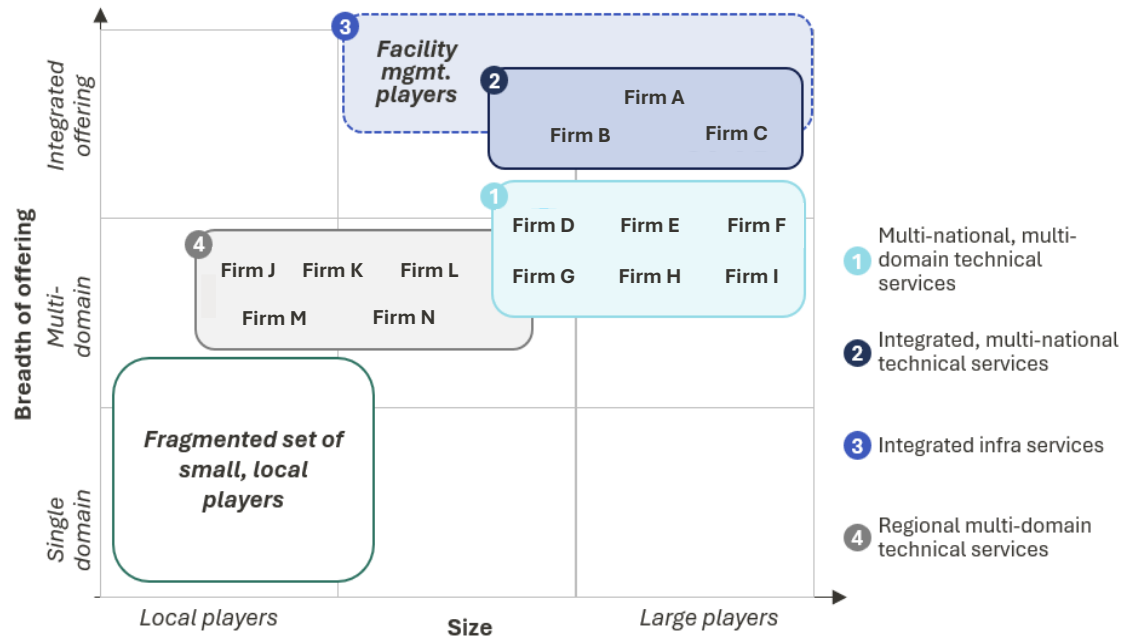 Breadth of offering
Integrated
offering
Multi-
domain
Single
domain
3
Facility
mgmt.
players
2
Firm A
Firm B
Firm C
1
Firm D
Firm E
Firm F
Firm G
Firm H
Firm I
4
Firm J
Firm K
Firm L
Firm M
Firm N
Fragmented set of
small, local
players
Local players
Size
Large players
1
Multi-national, multi-
domain technical
services
2
Integrated, multi-national
technical services
3
Integrated infra services
4
Regional multi-domain
technical services